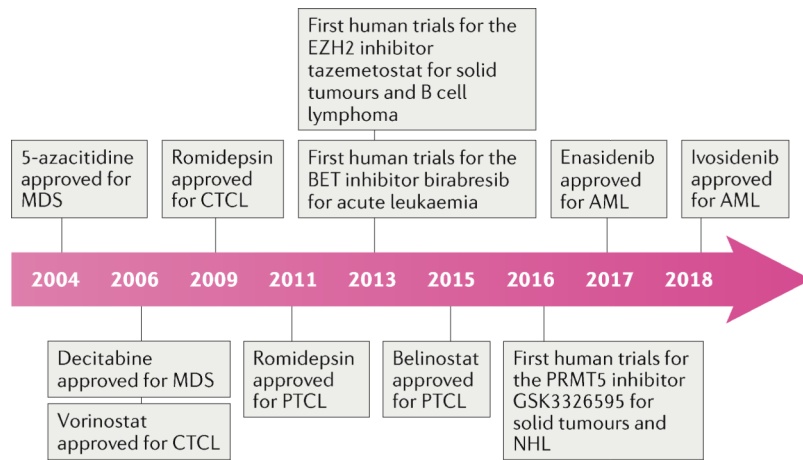 First human trials for the
EZH2 inhibitor
tazemetostat for solid
tumours and B cell
lymphoma
5-azacitidine
approved for
MDS
Romidepsin
approved
for CTCL
First human trials for the
BET inhibitor birabresib
for acute leukaemia
Enasidenib
approved
for AML
Ivosidenib
approved
for AML
2004 2006 2009 2011 2013 2015 2016 2017 2018
Decitabine
approved for MDS
Vorinostat
approved for CTCL
Romidepsin
approved
for PTCL
Belinostat
approved for
PTCL
First human trials for
the PRMT5 inhibitor
GSK3326595 for
solid tumours and
NHL